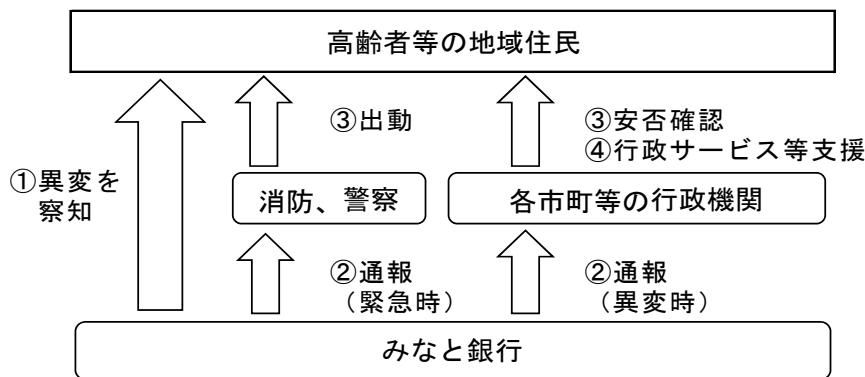 高齢者等の地域住民
③出動
③安否確認
④行政サービス等支援
①異変を
察知
消防、警察
各市町等の行政機関
②通報
（緊急時）
②通報
（異変時）
みなと銀行